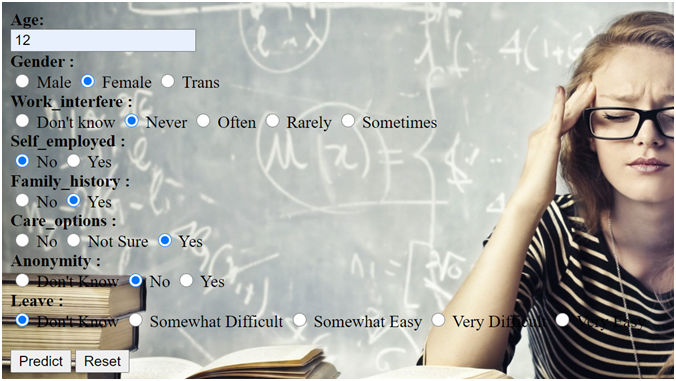 Age:
12
Gender :
Male Female Trans
Work_interfere :
Don't know Never Often Rarely Sometimes
Self_employed :
No Yes
Family_history :
No Yes
Care_options :
No Not Sure Yes
Anonymity :
Don't Know No Yes
Leave :
Don't Know Somewhat Difficult Somewhat Easy Very Difficult Very Easy
Predict Reset